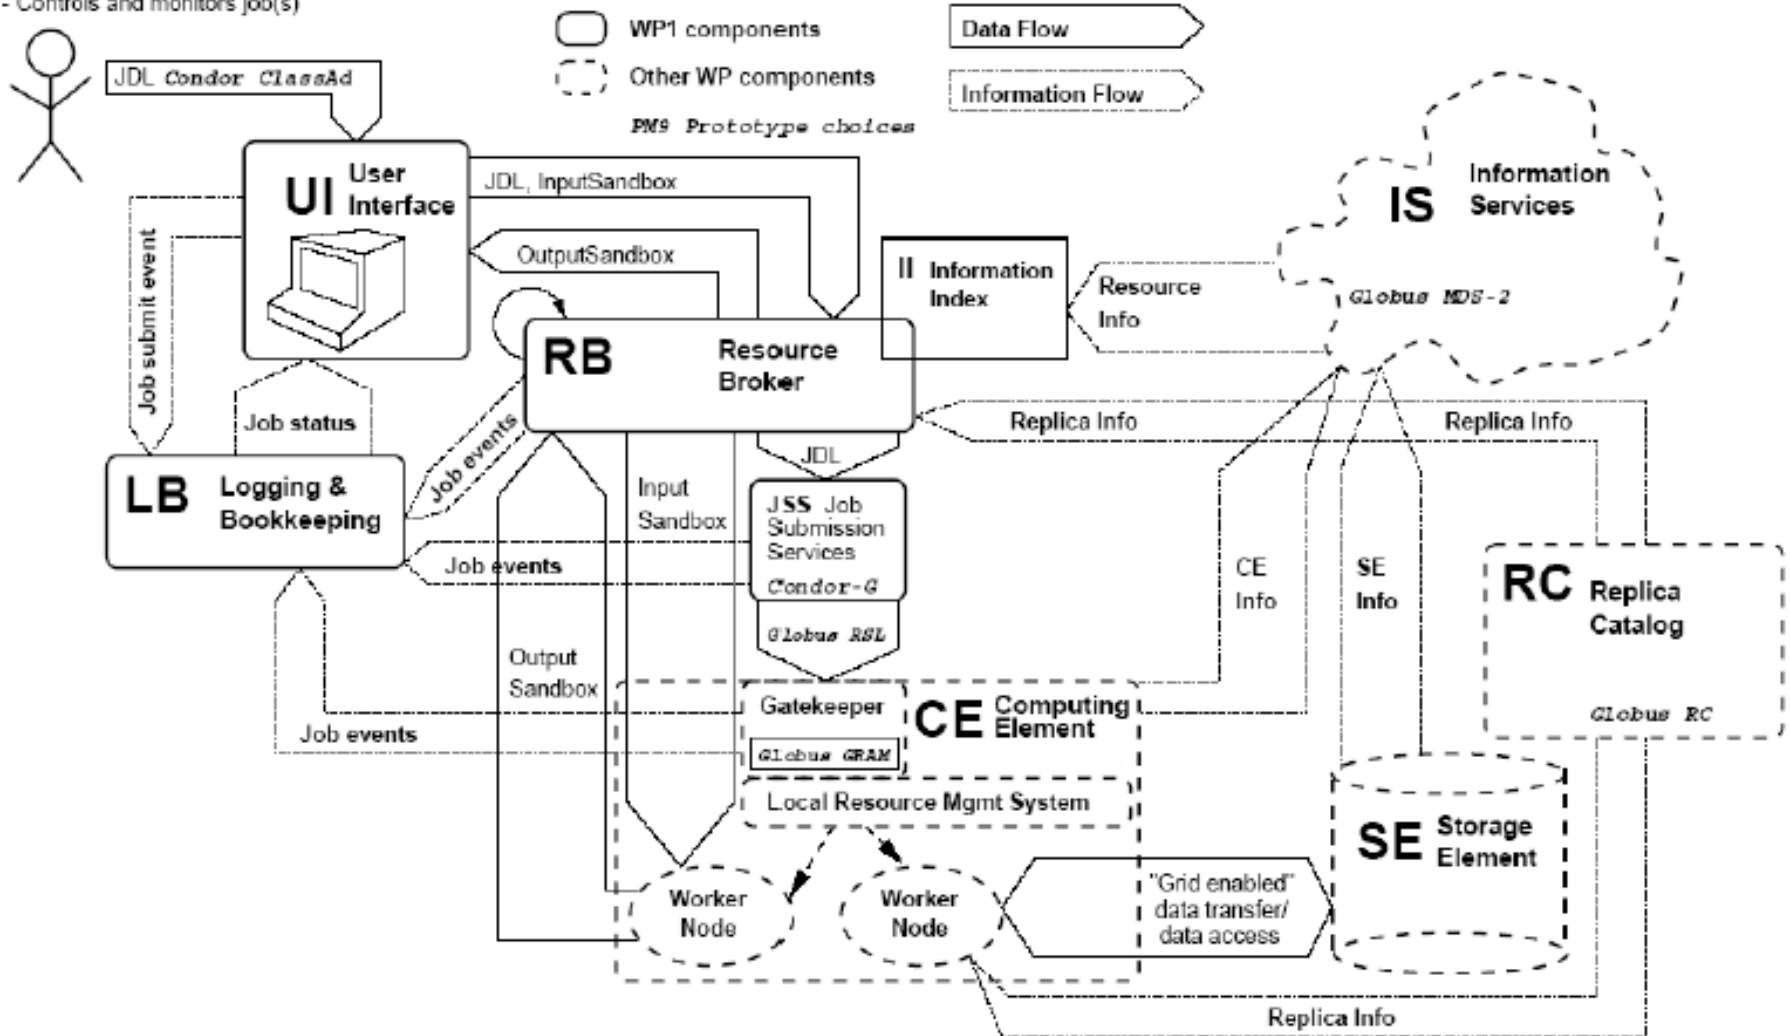 - Controls and monitors job(s)
WP1 components
Data Flow
JDL Condor ClassAd
Other WP components
Information Flow
PM9 Prototype choices
UI User
Interface
JDL, InputSandbox
IS Information
Services
OutputSandbox
II Information
Index
Resource
Info
Globus MDS-2
Job submit event
RB Resource
Broker
Job status
Job events
Replica Info
Replica Info
JDL
LB Logging &
Bookkeeping
Input
Sandbox
JSS Job
Submission
Services
Condor-G
Job events
CE
Info
SE
Info
RC Replica
Catalog
Globus RC
Globus RSL
Output
Sandbox
Gatekeeper
CE Computing
Element
Job events
Globus GRAM
Local Resource Mgmt System
SE Storage
Element
Worker
Node
Worker
Node
"Grid enabled"
data transfer/
data access
Replica Info